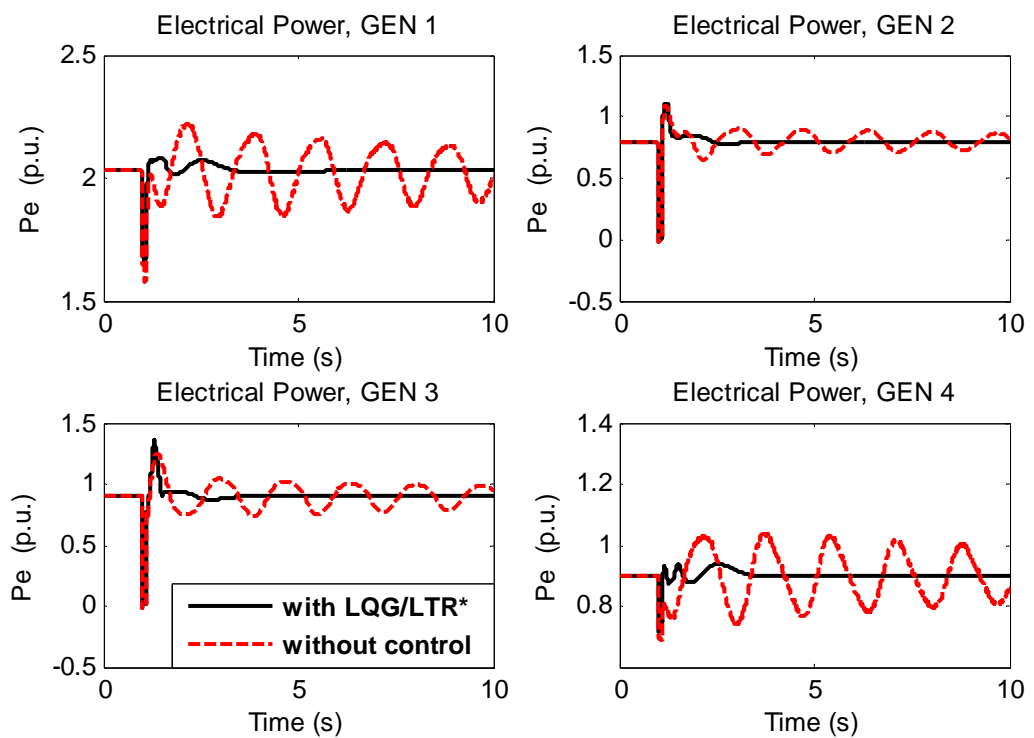 Electrical Power, GEN 1
2.5
2
1.5
Pe (p.u.)
0
5
10
Time (s)
Electrical Power, GEN 2
1.5
1
0.5
0
-0.5
Pe (p.u.)
0
5
10
Time (s)
Electrical Power, GEN 3
1.5
1
0.5
0
-0.5
Pe (p.u.)
with LQG/LTR*
without control
0
5
10
Time (s)
Electrical Power, GEN 4
1.4
1.2
1
0.8
Pe (p.u.)
0
5
10
Time (s)